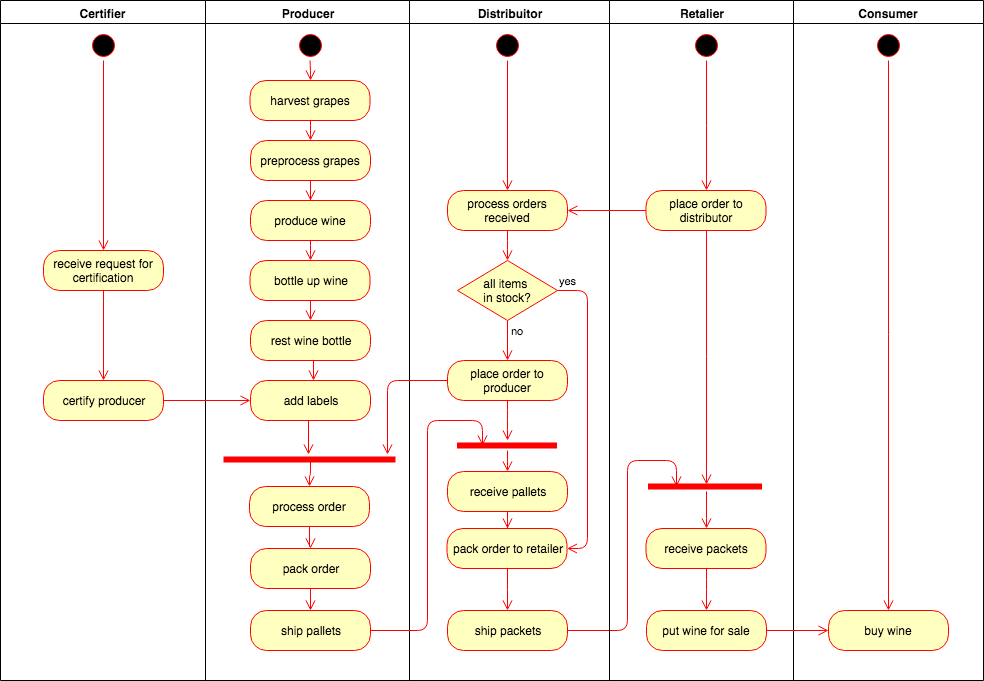 Certifier
Producer
Distribuitor
Retalier
Consumer
harvest grapes
preprocess grapes
produce wine
bottle up wine
rest wine bottle
add labels
process order
pack order
ship pallets
receive request for
certification
certify producer
process orders
received
all items
in stock?
yes
no
place order to
producer
receive pallets
pack order to retailer
ship packets
place order to
distributor
receive packets
put wine for sale
buy wine